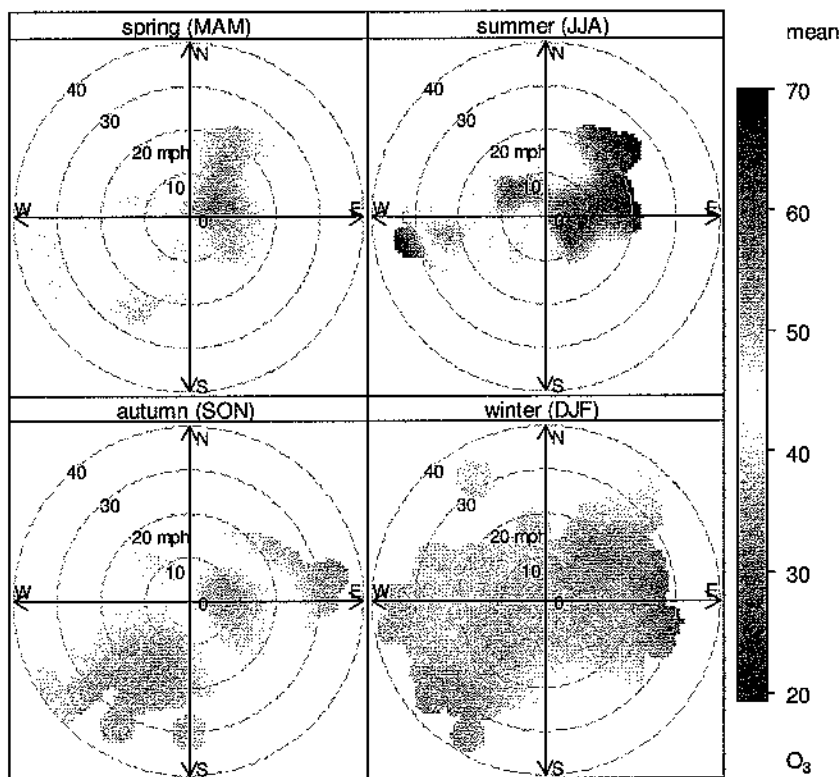 spring (MAM)
summer (JJA)
mean
N
40
30
20 mph
10
W
0
E
S
N
40
30
20 mph
10
W
0
E
S
70
60
50
40
30
20
O₃
autumn (SON)
winter (DJF)
N
40
30
20 mph
10
W
0
E
S
N
40
30
20 mph
10
W
0
E
S